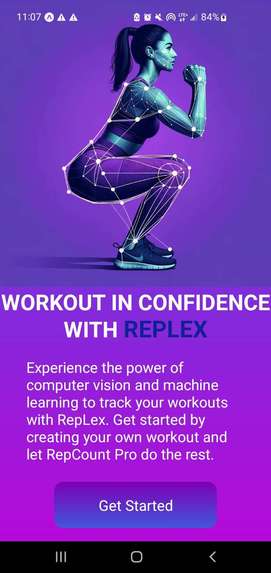 11:07
84%
WORKOUT IN CONFIDENCE
WITH REPLEX
Experience the power of
computer vision and machine
learning to track your workouts
with RepLex. Get started by
creating your own workout and
let RepCount Pro do the rest.
Get Started